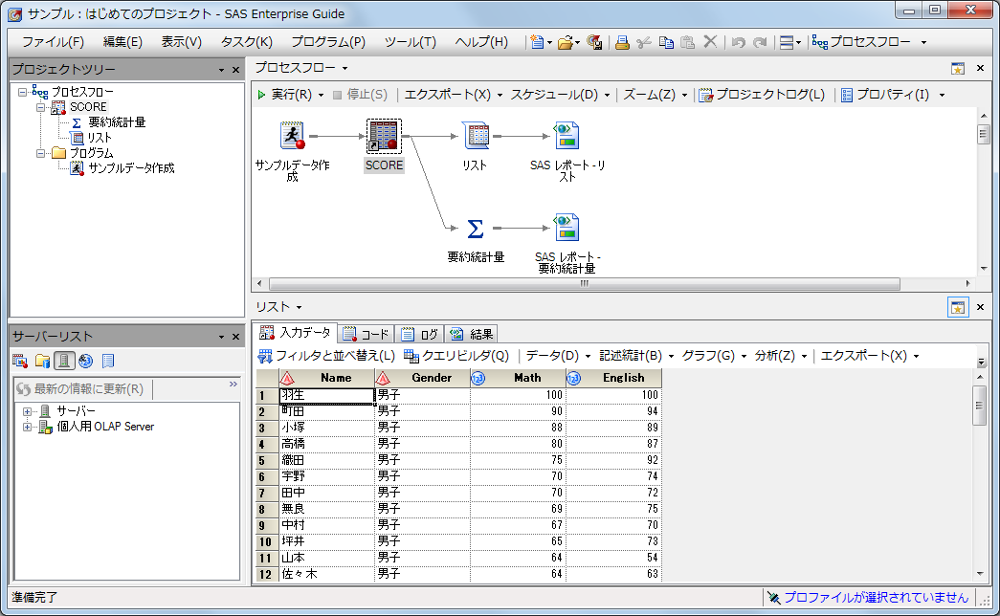 サンプル：はじめてのプロジェクト - SAS Enterprise Guide
ファイル(F) 編集(E) 表示(V) タスク(K) プログラム(P) ツール(T) ヘルプ(H) プロセスフロー
プロジェクトツリー
プロセスフロー
SCORE
要約統計量
リスト
プログラム
サンプルデータ作成
プロセスフロー
実行(R) 停止(S) エクスポート(X) スケジュール(D) ズーム(Z) プロジェクトログ(L) プロパティ(I)
サンプルデータ作
成
SCORE
リスト
SAS レポート - リ
スト
要約統計量
SAS レポート -
要約統計量
サーバーリスト
最新の情報に更新(R)
サーバー
個人用 OLAP Server
リスト
入力データ コード ログ 結果
フィルタと並べ替え(L) クエリビルダ(Q) データ(D) 記述統計(B) グラフ(G) 分析(Z) エクスポート(X)
Name Gender Math English
1 羽生 男子 100 100
2 町田 男子 90 94
3 小塚 男子 88 89
4 高橋 男子 80 87
5 織田 男子 75 92
6 宇野 男子 70 74
7 田中 男子 70 72
8 無良 男子 69 75
9 中村 男子 67 70
10 坪井 男子 65 73
11 山本 男子 64 54
12 佐々木 男子 64 63
準備完了
プロファイルが選択されていません